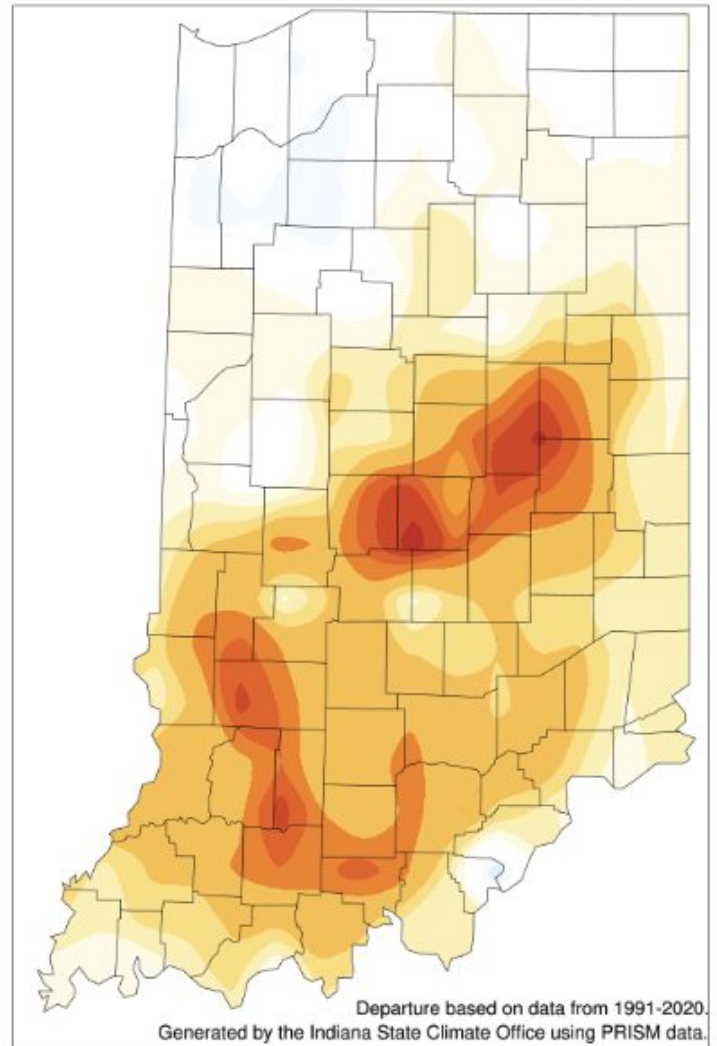 Departure based on data from 1991-2020.
Generated by the Indiana State Climate Office using PRISM data.